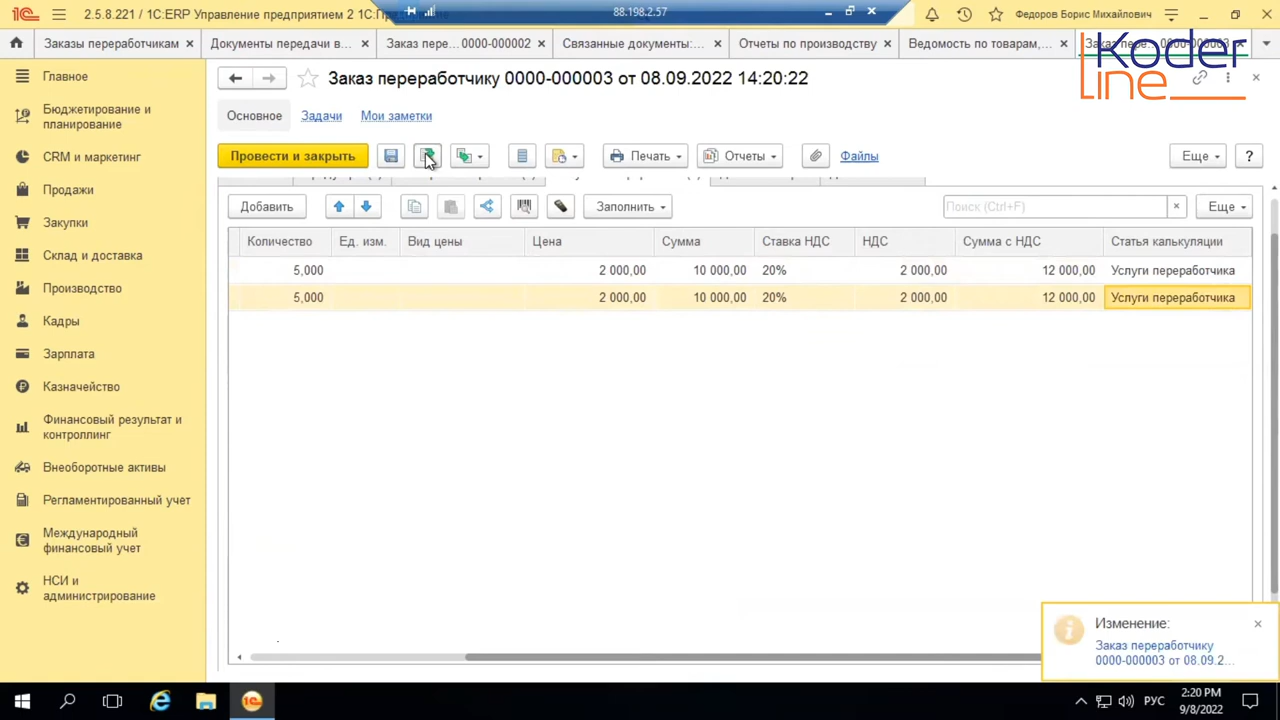 2.5.8.221 / 1С:ERP Управление предприятием 2 1С:П
88.198.2.57
Федоров Борис Михайлович
Заказы переработчикам
Документы передачи в...
Заказ пере... 0000-000002
Связанные документы:...
Отчеты по производству
Ведомость по товарам,...
Koder
line
Главное
Бюджетирование и
планирование
CRM и маркетинг
Продажи
Закупки
Склад и доставка
Производство
Кадры
Зарплата
Казначейство
Финансовый результат и
контроллинг
Внеоборотные активы
Регламентированный учет
Международный
финансовый учет
НСИ и
администрирование
Заказ переработчику 0000-000003 от 08.09.2022 14:20:22
Основное Задачи Мои заметки
Провести и закрыть Печать Отчеты Файлы Еще ?
Добавить Заполнить Поиск (Ctrl+F) Еще
Количество Ед. изм. Вид цены Цена Сумма Ставка НДС НДС Сумма с НДС Статья калькуляции
5,000 2 000,00 10 000,00 20% 2 000,00 12 000,00 Услуги переработчика
5,000 2 000,00 10 000,00 20% 2 000,00 12 000,00 Услуги переработчика
Изменение:
Заказ переработчику
0000-000003 от 08.09.2...
РУС
2:20 PM
9/8/2022